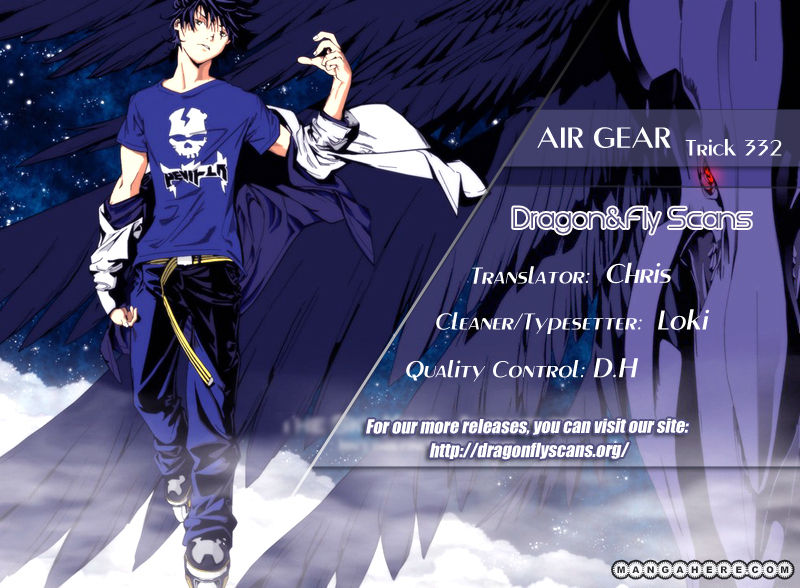 AIR GEAR Trick 332
Dragon&Fly Scans
Translator: Chris
Cleaner/Typesetter: Loki
Quality Control: D.H
For our more releases, you can visit our site:
http://dragonflyscans.org/
MANGAHERE.COM